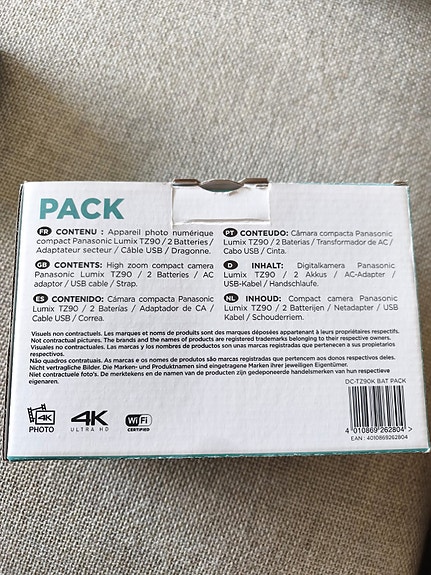 PACK
FR CONTENU : Appareil photo numérique
compact Panasonic Lumix TZ90 / 2 Batteries /
Adaptateur secteur / Câble USB / Dragonne.
GB CONTENTS: High zoom compact camera
Panasonic Lumix TZ90 / 2 Batteries / AC
adaptor / USB cable / Strap.
ES CONTENIDO: Cámara compacta Panasonic
Lumix TZ90 / 2 Baterías / Adaptador de CA /
Cable USB / Correa.
PT CONTEUDO: Câmara compacta Panasonic
Lumix TZ90 / 2 Baterias / Transformador de AC /
Cabo USB / Cinta.
D INHALT: Digitalkamera Panasonic
Lumix TZ90 / 2 Akkus / AC-Adapter /
USB-Kabel / Handschlaufe.
NL INHOUD: Compact camera Panasonic
Lumix TZ90 / 2 Batterijen / Netadapter / USB
Kabel / Schouderriem.
Visuels non contractuels. Les marques et noms de produits sont des marques déposées appartenant à leurs propriétaires respectifs.
Not contractual pictures. The brands and the names of products are registered trademarks belonging to their respective owners.
Visuales no contractuales. Las marcas y los nombres de productos son unas marcas registradas que pertenecen a sus propietarios
respectivos.
Não quadros contratuais. As marcas e os nomes de produtos são marcas registradas que pertencem aos donos respectivos deles.
Nicht vertragliche Bilder. Die Marken- und Produktnamen sind eingetragene Marken ihrer jeweiligen Eigentümer.
Niet contractuele foto's. De merktekens en de namen van de producten zijn gedeponeerde handelsmerken van hun respectieve
eigenaren.
DC-TZ90K BAT PACK
4K
PHOTO
4K
ULTRA HD
Wi Fi
CERTIFIED
4 010869 262804 >
EAN : 4010869262804